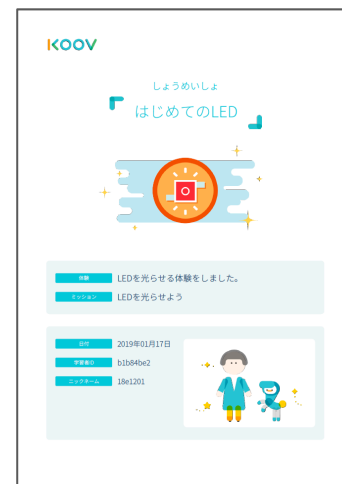 KOOV
しょうめいしょ
はじめてのLED
体験 LEDを光らせる体験をしました。
ミッション LEDを光らせよう
日付 2019年01月17日
学習者ID b1b84be2
ニックネーム 18e1201